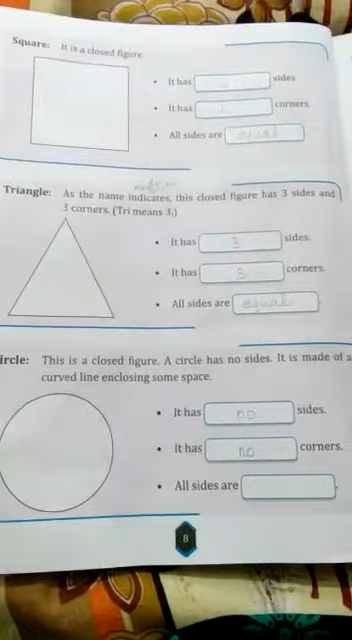 Square: It is a closed figure
It has sides
It has corners.
All sides are equal
Triangle: As the name indicates, this closed figure has 3 sides and
3 corners. (Tri means 3.)
It has 3 sides.
It has 3 corners.
All sides are equal.
ircle: This is a closed figure. A circle has no sides. It is made of a
curved line enclosing some space.
It has no sides.
It has no corners.
All sides are .
8